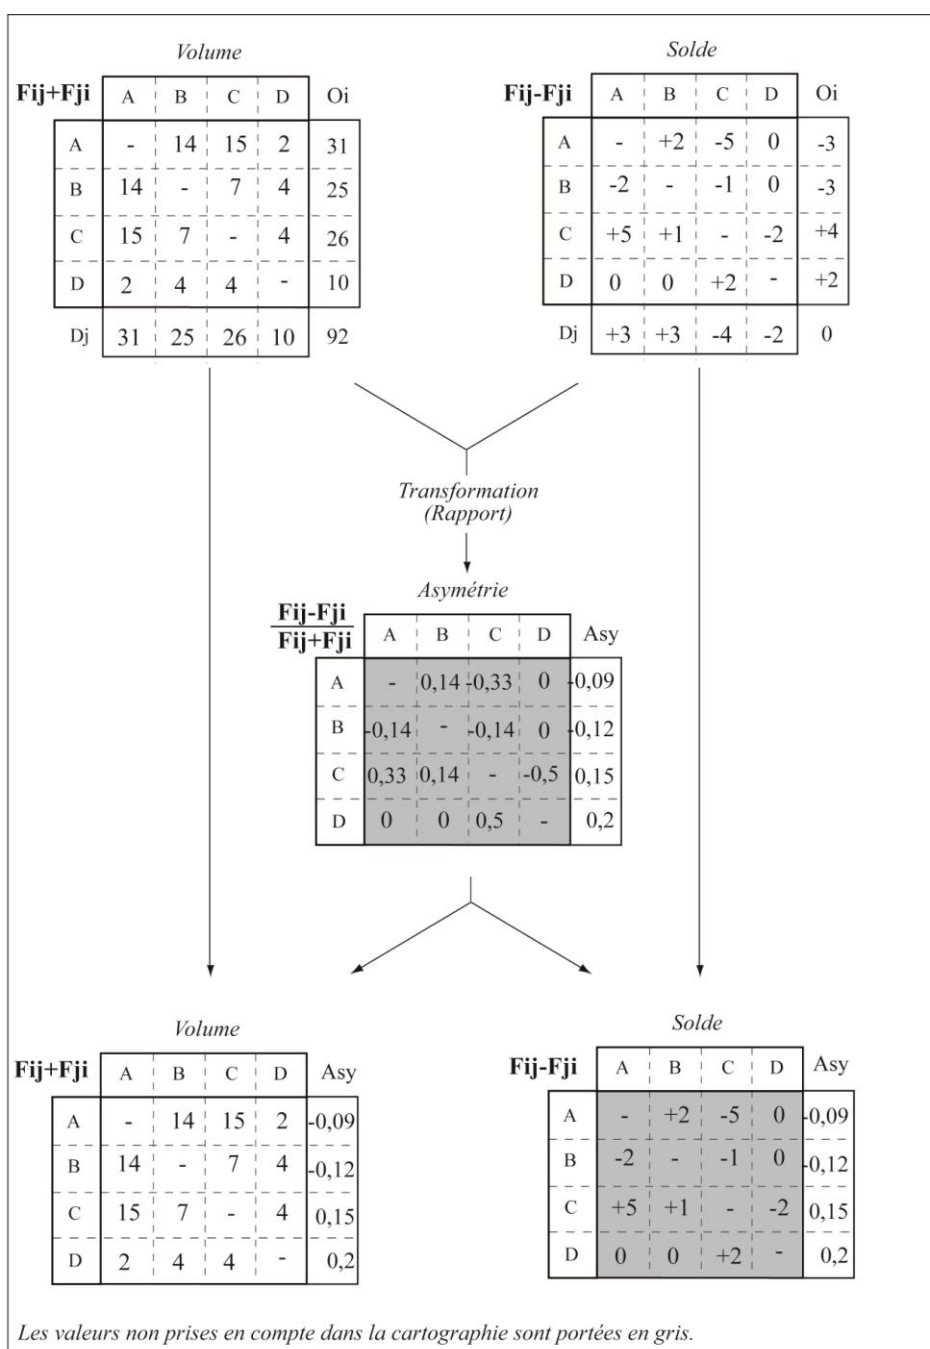 Volume
Fij+Fji A B C D Oi
A - 14 15 2 31
B 14 - 7 4 25
C 15 7 - 4 26
D 2 4 4 - 10
Dj 31 25 26 10 92
Solde
Fij-Fji A B C D Oi
A - +2 -5 0 -3
B -2 - -1 0 -3
C +5 +1 - -2 +4
D 0 0 +2 - +2
Dj +3 +3 -4 -2 0
Transformation
(Rapport)
Asymétrie
Fij-Fji
Fij+Fji A B C D Asy
A - 0,14 -0,33 0 -0,09
B -0,14 - -0,14 0 -0,12
C 0,33 0,14 - -0,5 0,15
D 0 0 0,5 - 0,2
Volume
Fij+Fji A B C D Asy
A - 14 15 2 -0,09
B 14 - 7 4 -0,12
C 15 7 - 4 0,15
D 2 4 4 - 0,2
Solde
Fij-Fji A B C D Asy
A - +2 -5 0 -0,09
B -2 - -1 0 -0,12
C +5 +1 - -2 0,15
D 0 0 +2 - 0,2
Les valeurs non prises en compte dans la cartographie sont portées en gris.